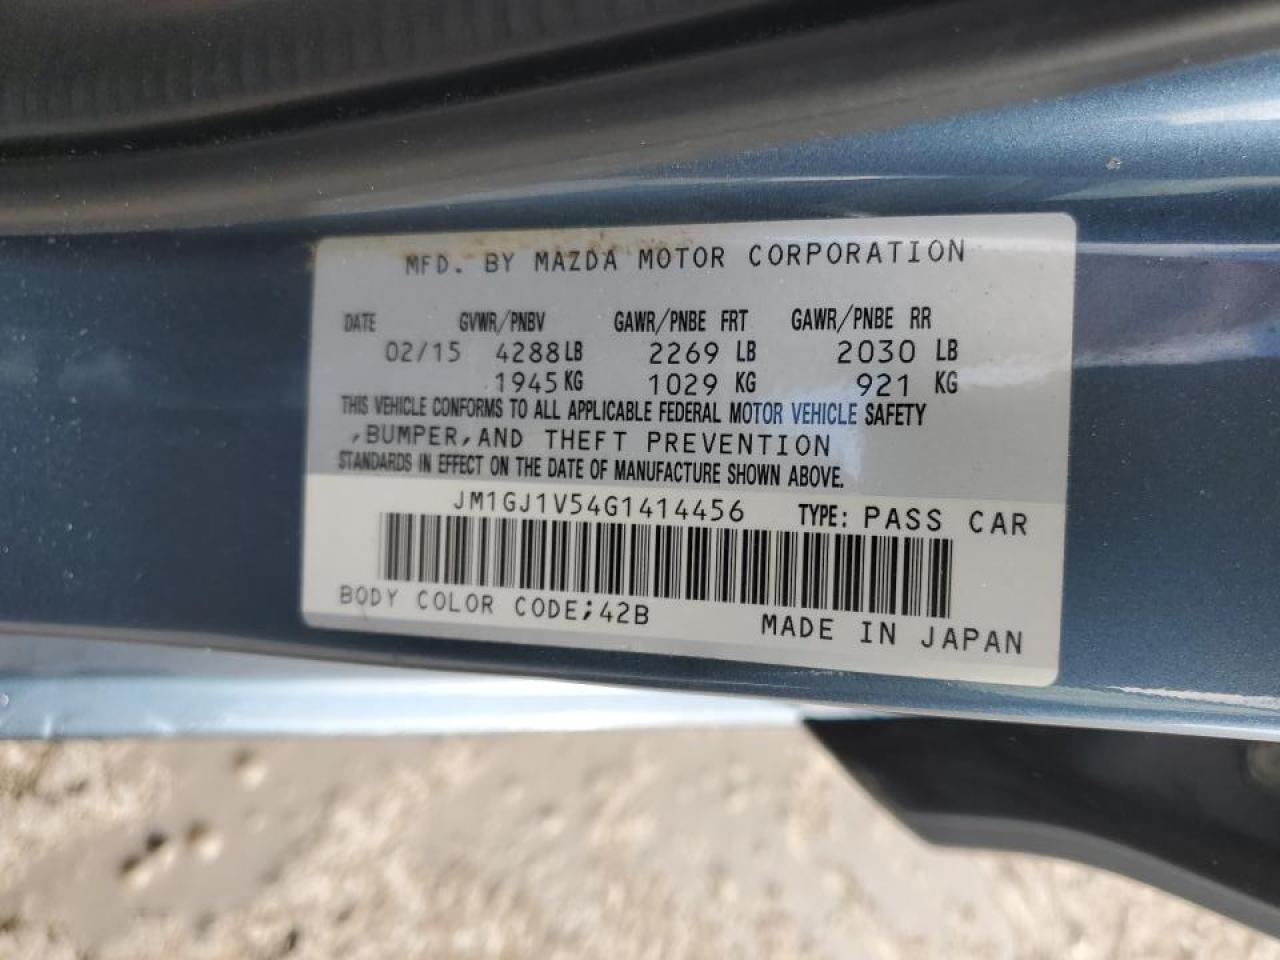 MFD. BY MAZDA MOTOR CORPORATION
DATE GVWR/PNBV GAWR/PNBE FRT GAWR/PNBE RR
02/15 4288 LB 2269 LB 2030 LB
1945 KG 1029 KG 921 KG
THIS VEHICLE CONFORMS TO ALL APPLICABLE FEDERAL MOTOR VEHICLE SAFETY
,BUMPER,AND THEFT PREVENTION
STANDARDS IN EFFECT ON THE DATE OF MANUFACTURE SHOWN ABOVE.
JM1GJ1V54G1414456 TYPE: PASS CAR
BODY COLOR CODE;42B MADE IN JAPAN